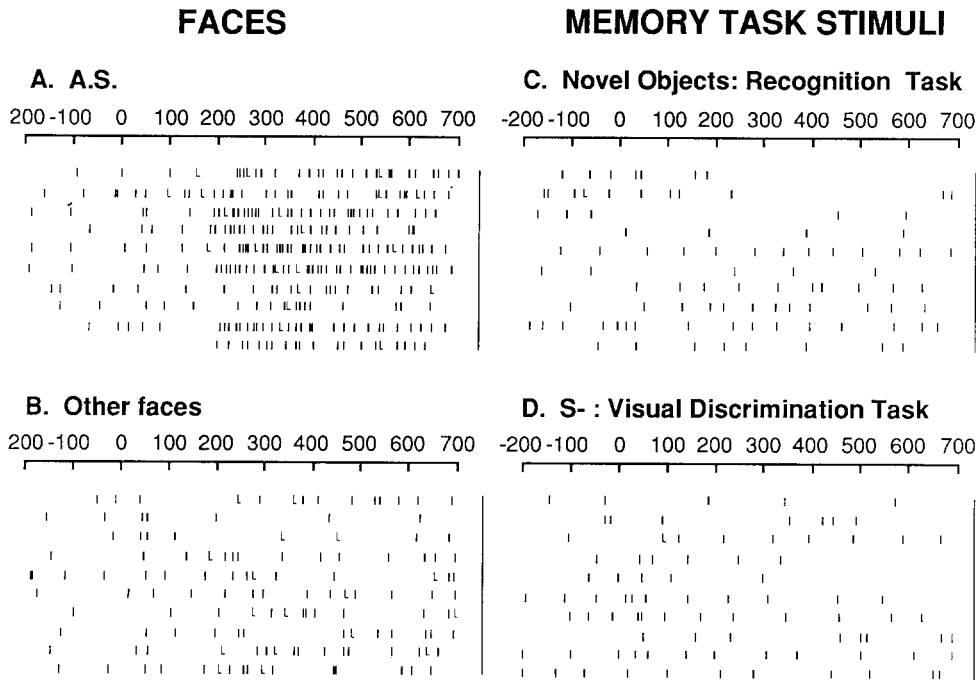 FACES
MEMORY TASK STIMULI
A. A.S.
C. Novel Objects: Recognition Task
200 -100 0 100 200 300 400 500 600 700
-200 -100 0 100 200 300 400 500 600 700
B. Other faces
D. S- : Visual Discrimination Task
200 -100 0 100 200 300 400 500 600 700
-200 -100 0 100 200 300 400 500 600 700